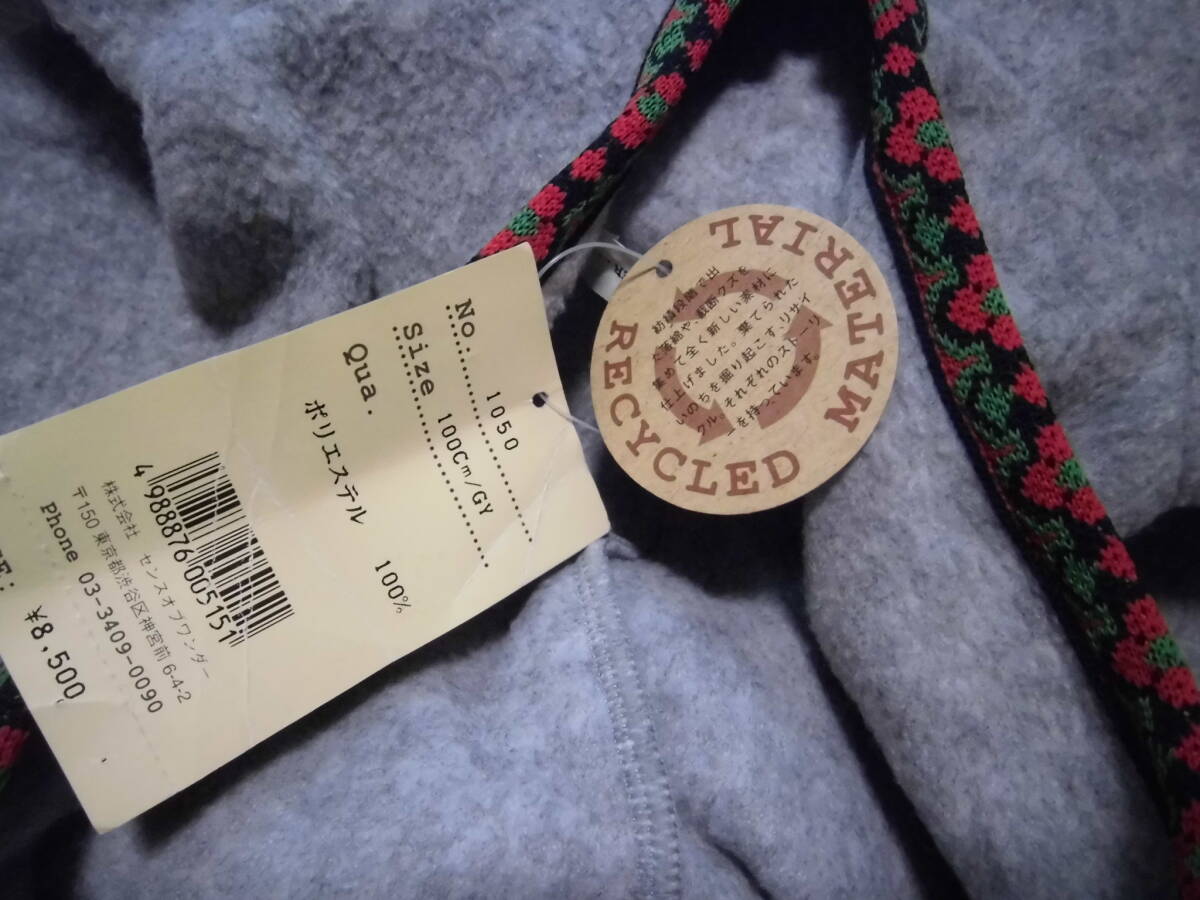 No. 1050
Size 100Cm/GY
Qua.
ポリエステル 100%
4988876005151
株式会社 センスオブワンダー
〒150 東京都渋谷区神宮前 6-4-2
Phone 03-3409-0090
E: ¥8,500
RECYCLED MATERIAL
紡績段階で出
た落綿や、裁断クズを
集めて全く新しい素材に
仕上げました。棄てられた
いのちを掘り起こす、リサイ
クル。それぞれのストーリ
ーを持っています。